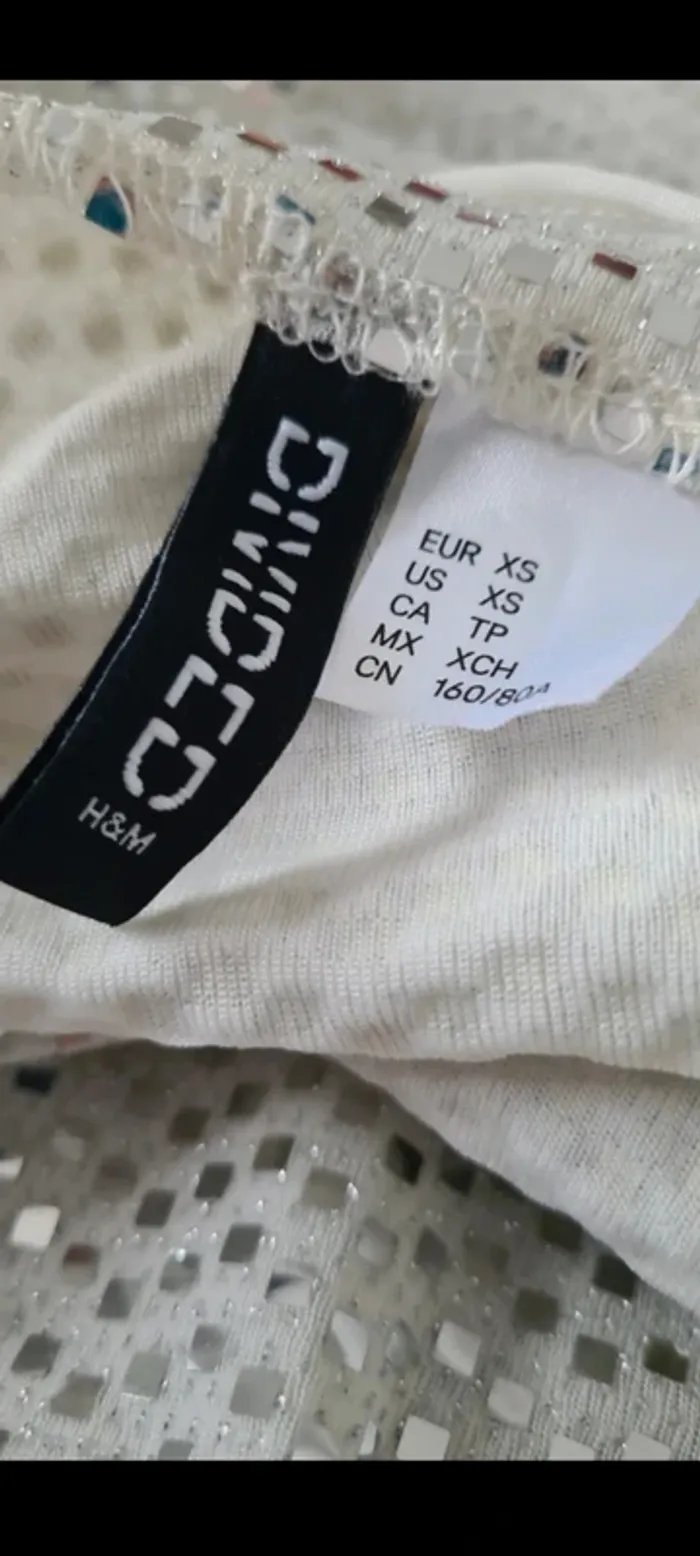 DIVIDED
H&M
EUR XS
US XS
CA TP
MX XCH
CN 160/80A